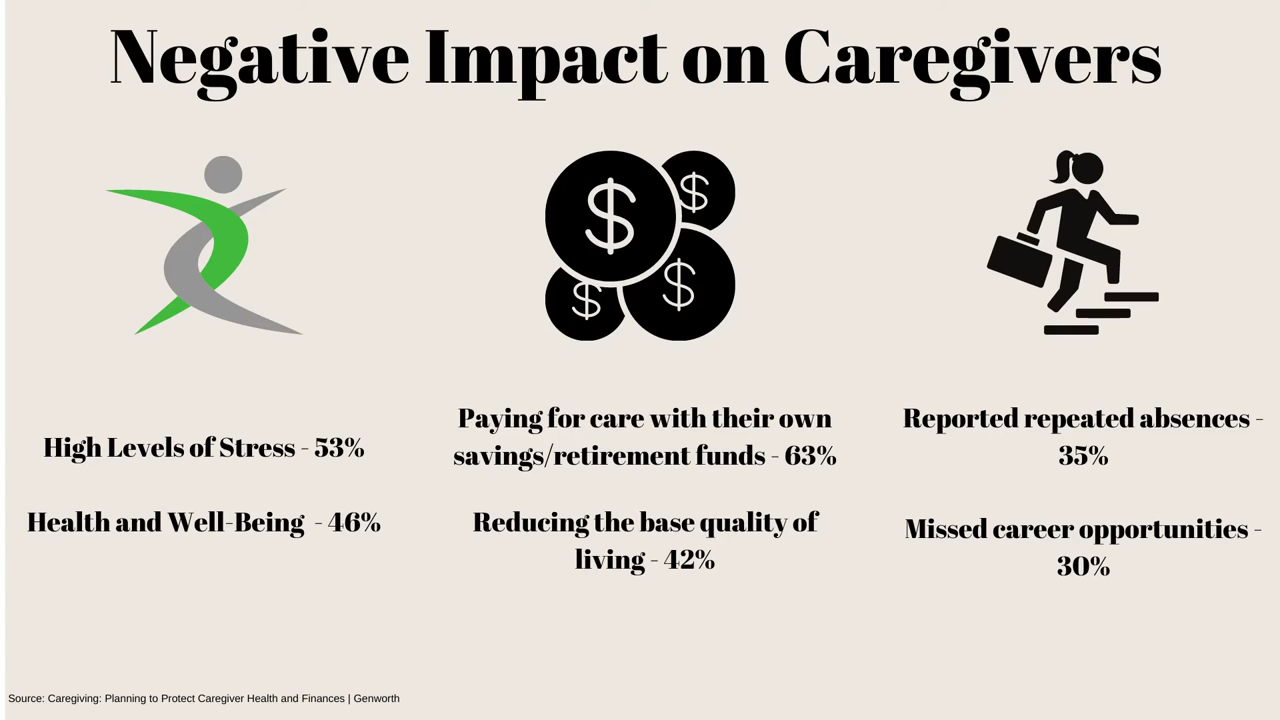 Negative Impact on Caregivers
$
$
$
$
High Levels of Stress - 53%
Health and Well-Being - 46%
Paying for care with their own
savings/retirement funds - 63%
Reducing the base quality of
living - 42%
Reported repeated absences -
35%
Missed career opportunities -
30%
Source: Caregiving: Planning to Protect Caregiver Health and Finances | Genworth